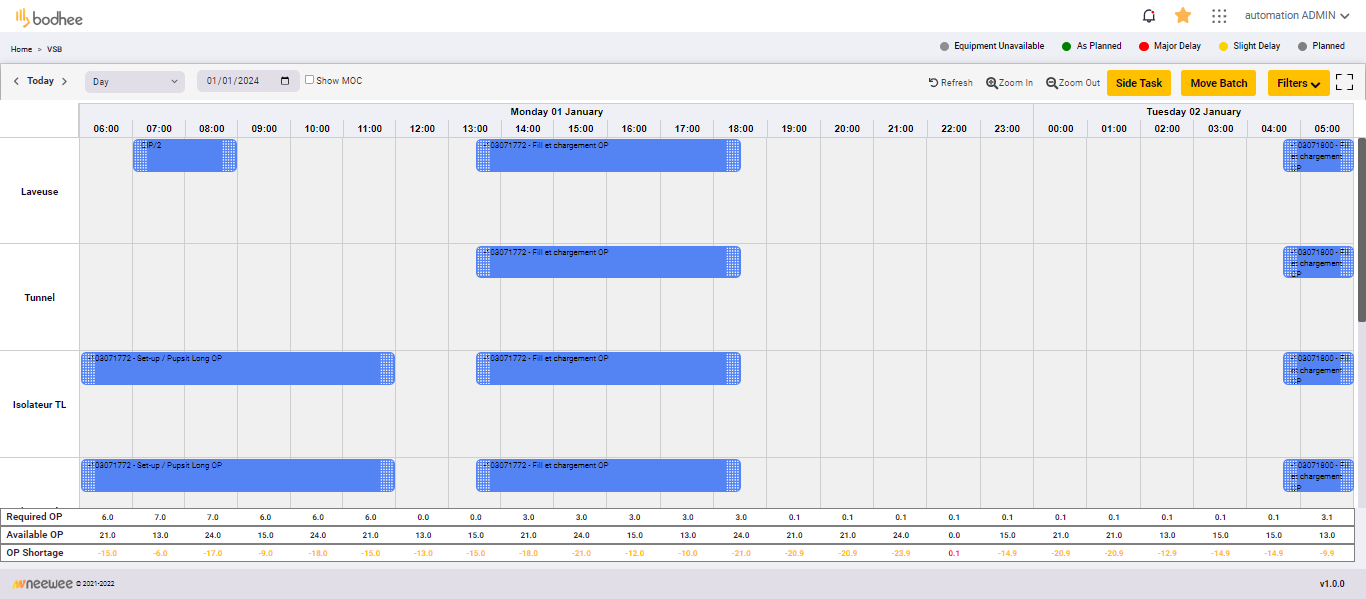 bodhee
automation ADMIN
Home > VSB
Equipment Unavailable As Planned Major Delay Slight Delay Planned
Today Day 01/01/2024 Show MOC Refresh Zoom In Zoom Out Side Task Move Batch Filters
Monday 01 January Tuesday 02 January
06:00 07:00 08:00 09:00 10:00 11:00 12:00 13:00 14:00 15:00 16:00 17:00 18:00 19:00 20:00 21:00 22:00 23:00 00:00 01:00 02:00 03:00 04:00 05:00
Laveuse
CIP/2
03071772 - Fill et chargement OP
03071800 - Fill
et chargement
OP
Tunnel
03071772 - Fill et chargement OP
03071800 - Fill
et chargement
OP
Isolateur TL
03071772 - Set-up / Pupsit Long OP
03071772 - Fill et chargement OP
03071800 - Fill
et chargement
OP
03071772 - Set-up / Pupsit Long OP
03071772 - Fill et chargement OP
03071800 - Fill
et chargement
OP
Required OP 6.0 7.0 7.0 6.0 6.0 6.0 0.0 0.0 3.0 3.0 3.0 3.0 3.0 0.1 0.1 0.1 0.1 0.1 0.1 0.1 0.1 0.1 0.1 3.1
Available OP 21.0 13.0 24.0 15.0 24.0 21.0 13.0 15.0 21.0 24.0 15.0 13.0 24.0 21.0 21.0 24.0 0.0 15.0 21.0 21.0 13.0 15.0 15.0 13.0
OP Shortage -15.0 -6.0 -17.0 -9.0 -18.0 -15.0 -13.0 -15.0 -18.0 -21.0 -12.0 -10.0 -21.0 -20.9 -20.9 -23.9 0.1 -14.9 -20.9 -20.9 -12.9 -14.9 -14.9 -9.9
neewee © 2021-2022
v1.0.0